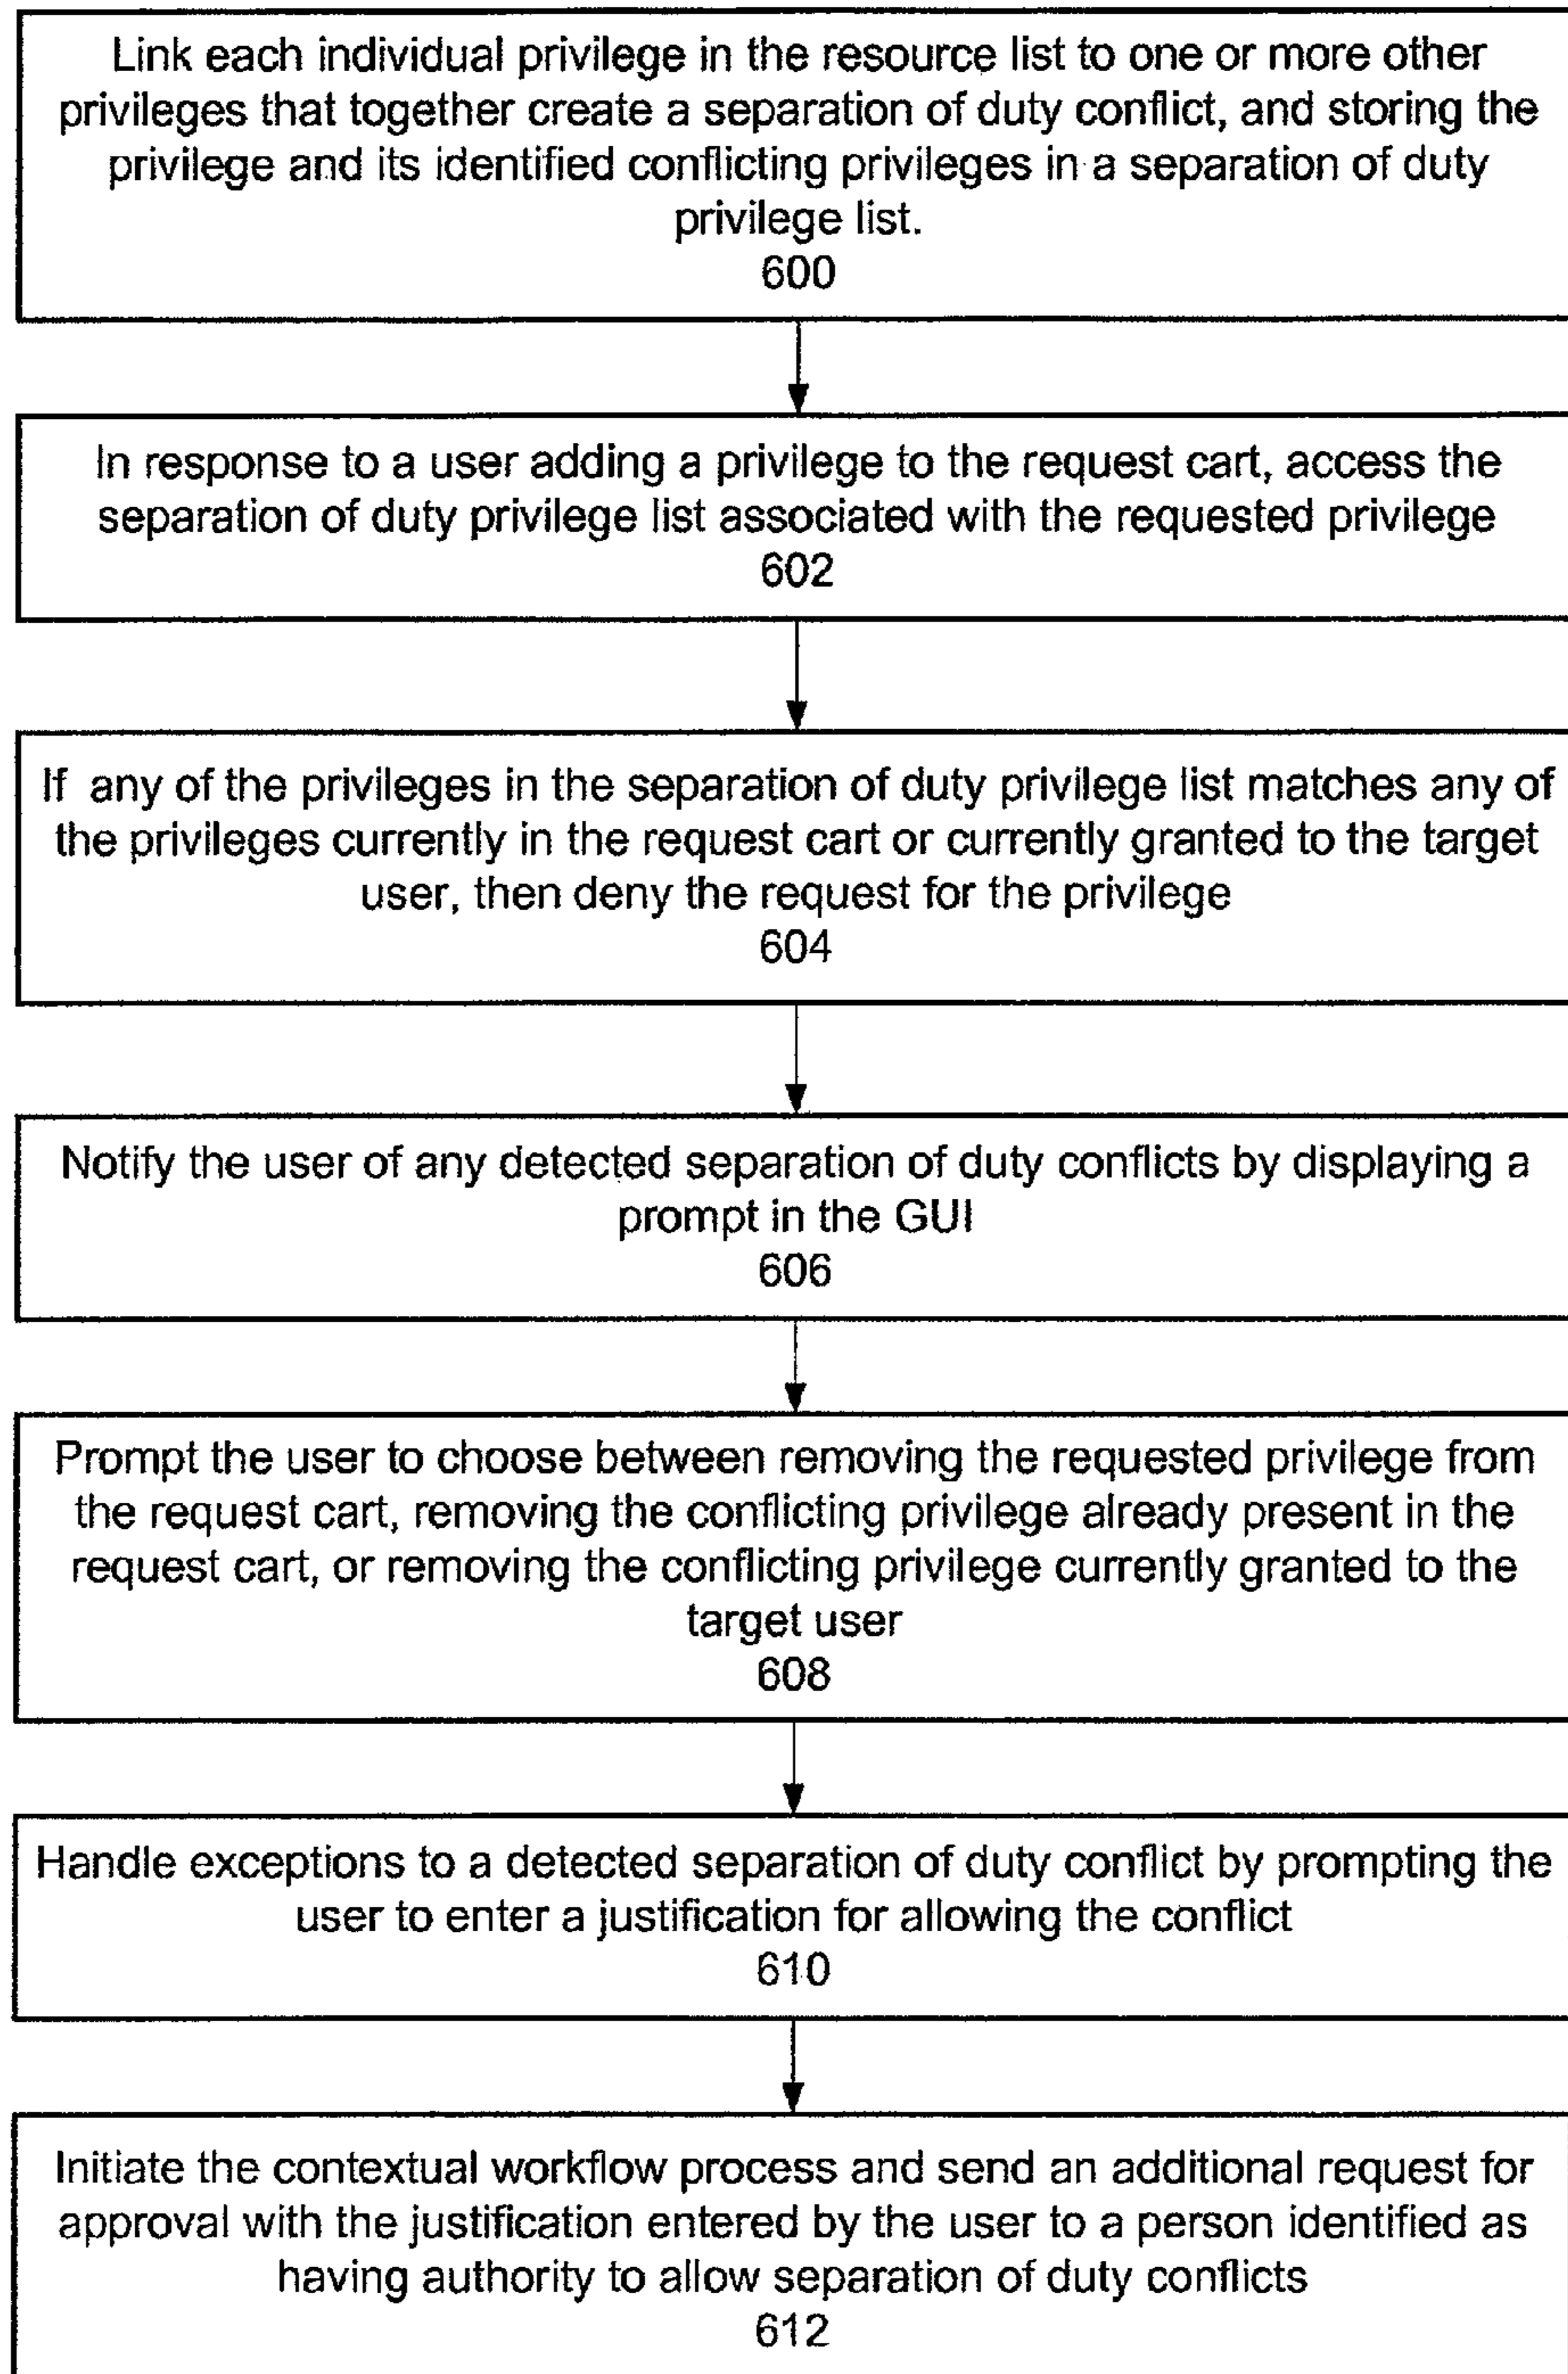 Link each individual privilege in the resource list to one or more other
privileges that together create a separation of duty conflict, and storing the
privilege and its identified conflicting privileges in a separation of duty
privilege list.
600
In response to a user adding a privilege to the request cart, access the
separation of duty privilege list associated with the requested privilege
602
If any of the privileges in the separation of duty privilege list matches any of
the privileges currently in the request cart or currently granted to the target
user, then deny the request for the privilege
604
Notify the user of any detected separation of duty conflicts by displaying a
prompt in the GUI
606
Prompt the user to choose between removing the requested privilege from
the request cart, removing the conflicting privilege already present in the
request cart, or removing the conflicting privilege currently granted to the
target user
608
Handle exceptions to a detected separation of duty conflict by prompting the
user to enter a justification for allowing the conflict
610
Initiate the contextual workflow process and send an additional request for
approval with the justification entered by the user to a person identified as
having authority to allow separation of duty conflicts
612